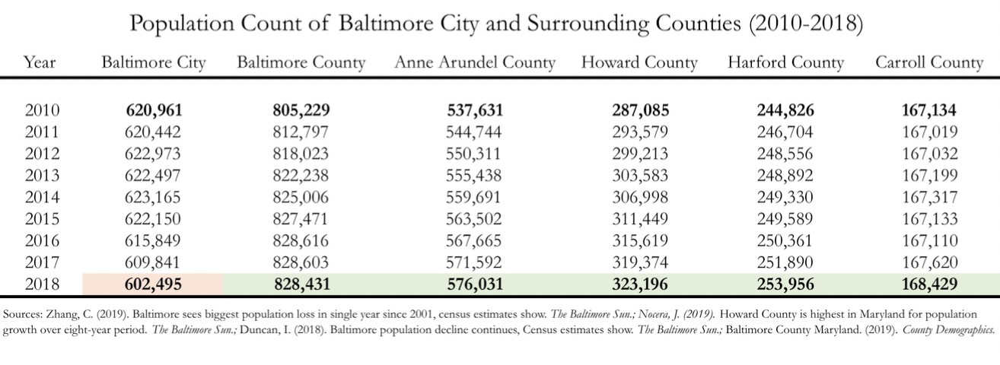 Population Count of Baltimore City and Surrounding Counties (2010-2018)
Year Baltimore City Baltimore County Anne Arundel County Howard County Harford County Carroll County
2010 620,961 805,229 537,631 287,085 244,826 167,134
2011 620,442 812,797 544,744 293,579 246,704 167,019
2012 622,973 818,023 550,311 299,213 248,556 167,032
2013 622,497 822,238 555,438 303,583 248,892 167,199
2014 623,165 825,006 559,691 306,998 249,330 167,317
2015 622,150 827,471 563,502 311,449 249,589 167,133
2016 615,849 828,616 567,665 315,619 250,361 167,110
2017 609,841 828,603 571,592 319,374 251,890 167,620
2018 602,495 828,431 576,031 323,196 253,956 168,429
Sources: Zhang, C. (2019). Baltimore sees biggest population loss in single year since 2001, census estimates show. The Baltimore Sun.; Nocera, J. (2019). Howard County is highest in Maryland for population
growth over eight-year period. The Baltimore Sun.; Duncan, I. (2018). Baltimore population decline continues, Census estimates show. The Baltimore Sun.; Baltimore County Maryland. (2019). County Demographics.